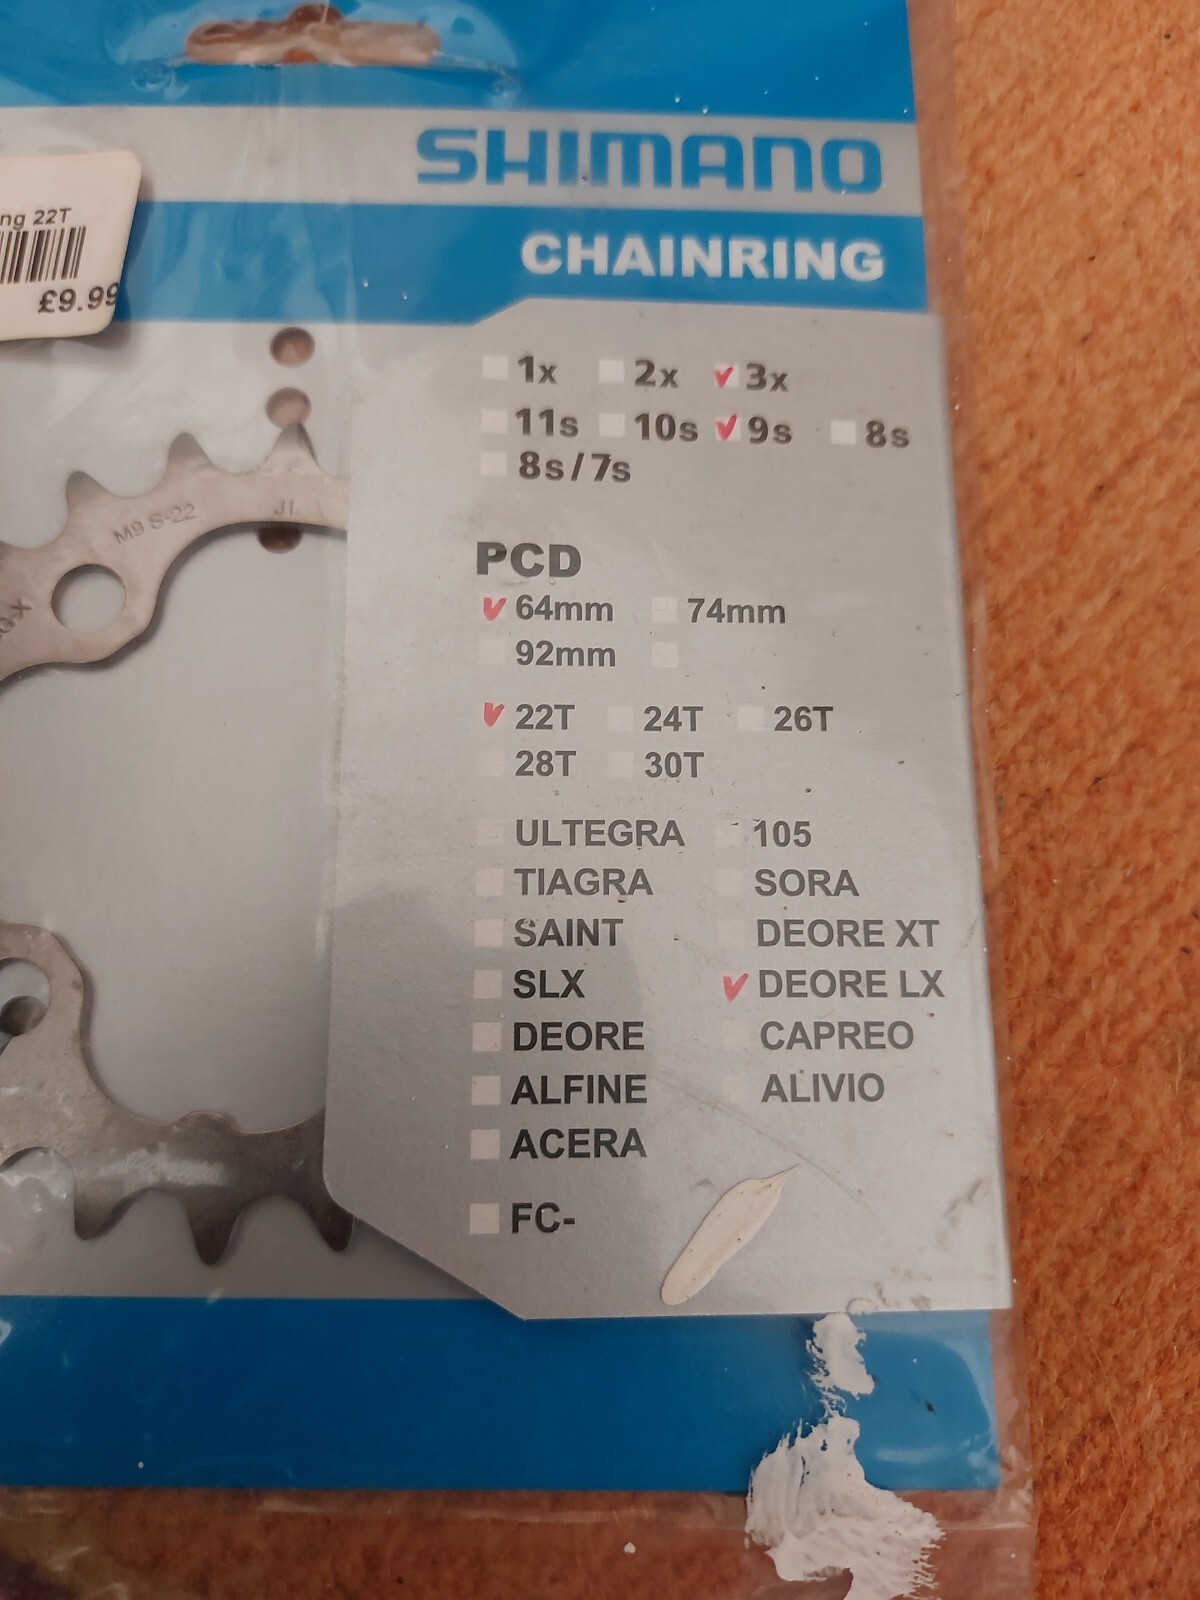 SHIMANO
CHAINRING
ng 22T
£9.99
1x 2x 3x
11s 10s 9s 8s
8s/7s
M9 S-22 JI
G-X
PCD
64mm 74mm
92mm
22T 24T 26T
28T 30T
ULTEGRA 105
TIAGRA SORA
SAINT DEORE XT
SLX DEORE LX
DEORE CAPREO
ALFINE ALIVIO
ACERA
FC-